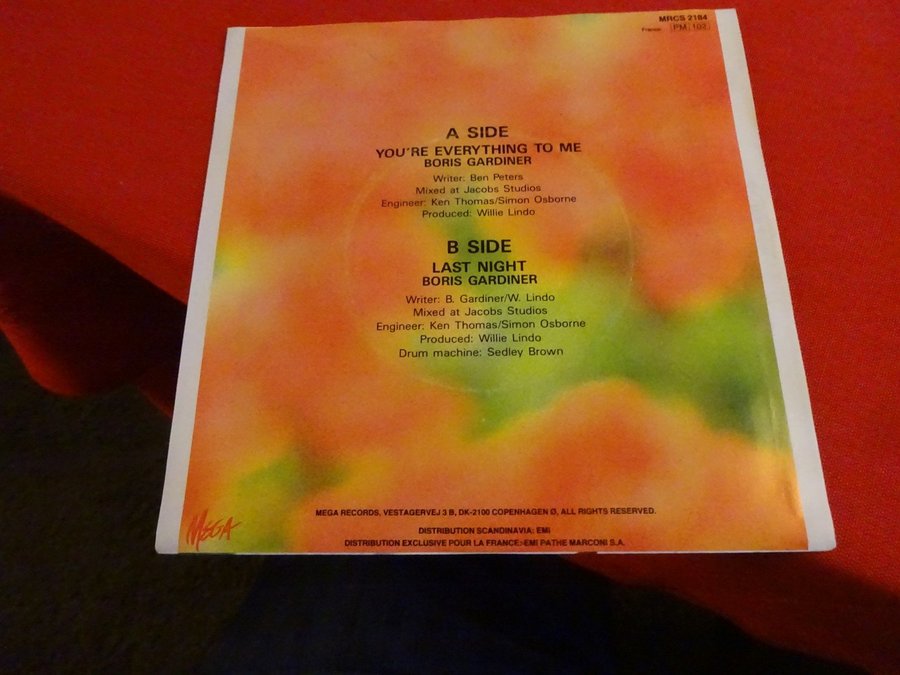 MRCS 2184
France PM 102
A SIDE
YOU'RE EVERYTHING TO ME
BORIS GARDINER
Writer: Ben Peters
Mixed at Jacobs Studios
Engineer: Ken Thomas/Simon Osborne
Produced: Willie Lindo
B SIDE
LAST NIGHT
BORIS GARDINER
Writer: B. Gardiner/W. Lindo
Mixed at Jacobs Studios
Engineer: Ken Thomas/Simon Osborne
Produced: Willie Lindo
Drum machine: Sedley Brown
MEGA
MEGA RECORDS, VESTAGERVEJ 3 B, DK-2100 COPENHAGEN Ø, ALL RIGHTS RESERVED.
DISTRIBUTION SCANDINAVIA: EMI
DISTRIBUTION EXCLUSIVE POUR LA FRANCE: EMI PATHE MARCONI S.A.